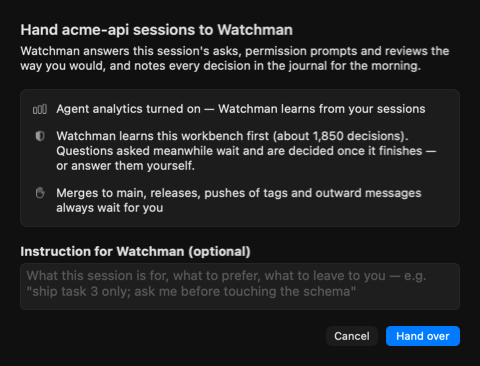 Hand acme-api sessions to Watchman
Watchman answers this session's asks, permission prompts and reviews the
way you would, and notes every decision in the journal for the morning.
Agent analytics turned on — Watchman learns from your sessions
Watchman learns this workbench first (about 1,850 decisions).
Questions asked meanwhile wait and are decided once it finishes —
or answer them yourself.
Merges to main, releases, pushes of tags and outward messages
always wait for you
Instruction for Watchman (optional)
What this session is for, what to prefer, what to leave to you — e.g.
"ship task 3 only; ask me before touching the schema"
Cancel
Hand over